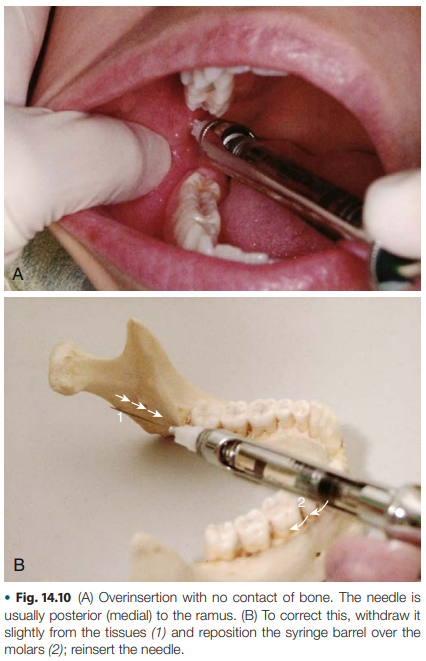 A
1
2
B
• Fig. 14.10 (A) Overinsertion with no contact of bone. The needle is
usually posterior (medial) to the ramus. (B) To correct this, withdraw it
slightly from the tissues (1) and reposition the syringe barrel over the
molars (2); reinsert the needle.